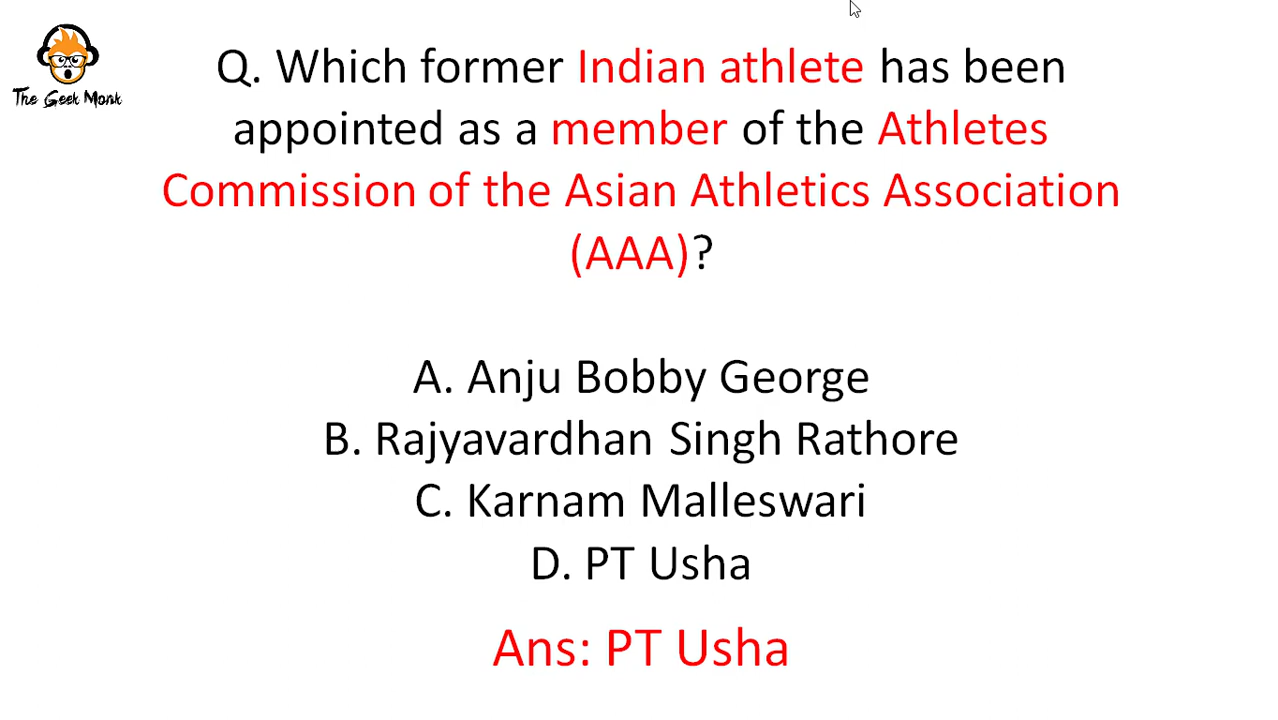 The Geek Monk
Q. Which former Indian athlete has been
appointed as a member of the Athletes
Commission of the Asian Athletics Association
(AAA)?
A. Anju Bobby George
B. Rajyavardhan Singh Rathore
C. Karnam Malleswari
D. PT Usha
Ans: PT Usha